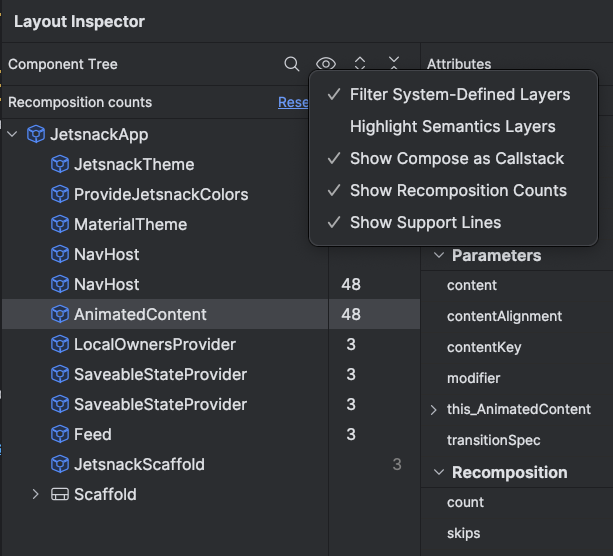 Layout Inspector
Component Tree
Attributes
Recomposition counts
Rese
Filter System-Defined Layers
Highlight Semantics Layers
Show Compose as Callstack
Show Recomposition Counts
Show Support Lines
JetsnackApp
JetsnackTheme
ProvideJetsnackColors
MaterialTheme
NavHost
NavHost 48
AnimatedContent 48
LocalOwnersProvider 3
SaveableStateProvider 3
SaveableStateProvider 3
Feed 3
JetsnackScaffold 3
Scaffold
Parameters
content
contentAlignment
contentKey
modifier
this_AnimatedContent
transitionSpec
Recomposition
count
skips